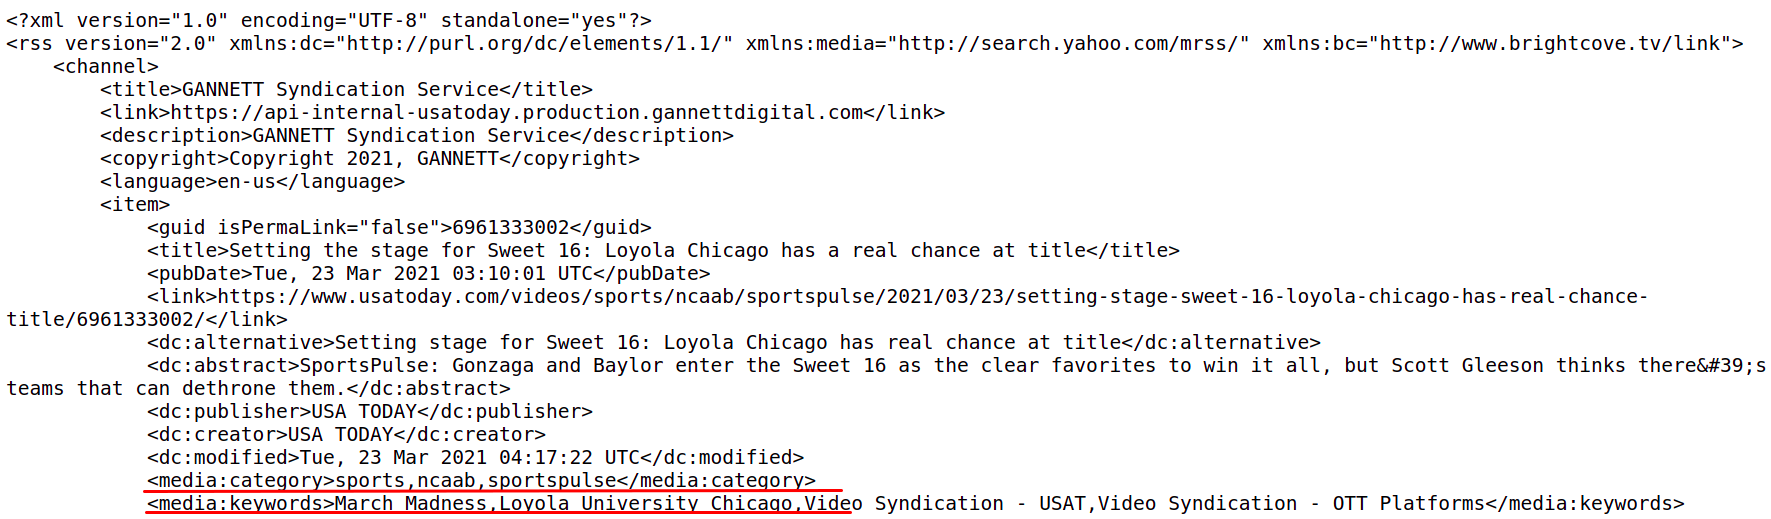 <?xml version="1.0" encoding="UTF-8" standalone="yes"?>
<rss version="2.0" xmlns:dc="http://purl.org/dc/elements/1.1/" xmlns:media="http://search.yahoo.com/mrss/" xmlns:bc="http://www.brightcove.tv/link">
<channel>
<title>GANNETT Syndication Service</title>
<link>https://api-internal-usatoday.production.gannettdigital.com</link>
<description>GANNETT Syndication Service</description>
<copyright>Copyright 2021, GANNETT</copyright>
<language>en-us</language>
<item>
<guid isPermaLink="false">6961333002</guid>
<title>Setting the stage for Sweet 16: Loyola Chicago has a real chance at title</title>
<pubDate>Tue, 23 Mar 2021 03:10:01 UTC</pubDate>
<link>https://www.usatoday.com/videos/sports/ncaab/sportspulse/2021/03/23/setting-stage-sweet-16-loyola-chicago-has-real-chance-
title/6961333002/</link>
<dc:alternative>Setting stage for Sweet 16: Loyola Chicago has real chance at title</dc:alternative>
<dc:abstract>SportsPulse: Gonzaga and Baylor enter the Sweet 16 as the clear favorites to win it all, but Scott Gleeson thinks there&#39;s
teams that can dethrone them.</dc:abstract>
<dc:publisher>USA TODAY</dc:publisher>
<dc:creator>USA TODAY</dc:creator>
<dc:modified>Tue, 23 Mar 2021 04:17:22 UTC</dc:modified>
<media:category>sports,ncaab,sportspulse</media:category>
<media:keywords>March Madness,Loyola University Chicago,Video Syndication - USAT,Video Syndication - OTT Platforms</media:keywords>